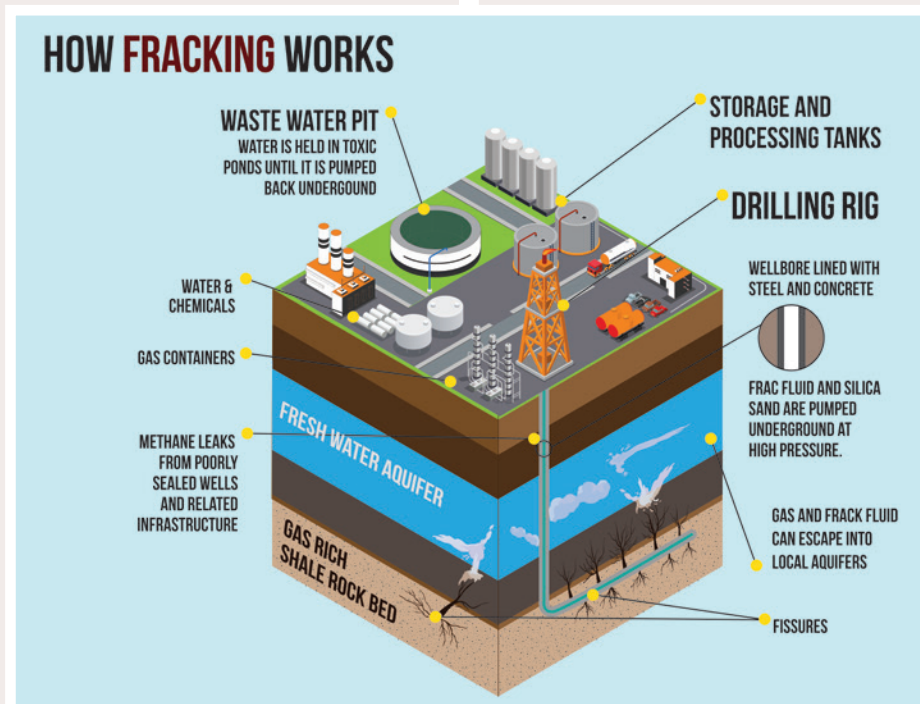 HOW FRACKING WORKS
WASTE WATER PIT
WATER IS HELD IN TOXIC
PONDS UNTIL IT IS PUMPED
BACK UNDERGOUND
STORAGE AND
PROCESSING TANKS
DRILLING RIG
WELLBORE LINED WITH
STEEL AND CONCRETE
WATER &
CHEMICALS
GAS CONTAINERS
FRAC FLUID AND SILICA
SAND ARE PUMPED
UNDERGROUND AT
HIGH PRESSURE.
FRESH WATER AQUIFER
METHANE LEAKS
FROM POORLY
SEALED WELLS
AND RELATED
INFRASTRUCTURE
GAS RICH
SHALE ROCK BED
GAS AND FRACK FLUID
CAN ESCAPE INTO
LOCAL AQUIFERS
FISSURES